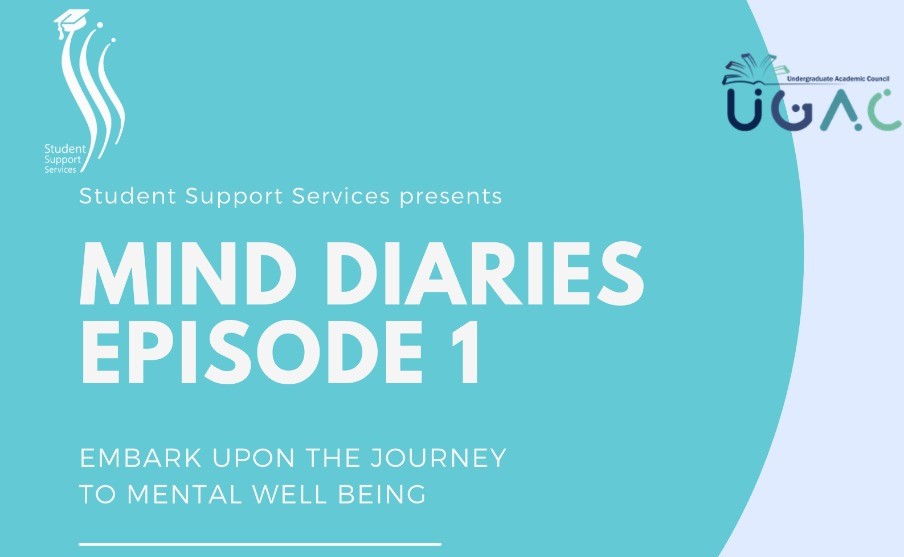 Student
Support
Services
Undergraduate Academic Council
UGAC
Student Support Services presents
MIND DIARIES
EPISODE 1
EMBARK UPON THE JOURNEY
TO MENTAL WELL BEING